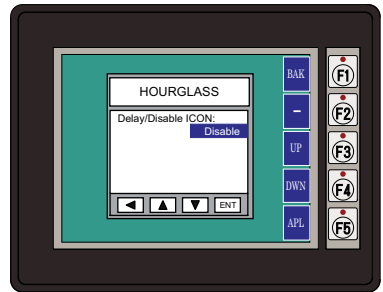 HOURGLASS
Delay/Disable ICON:
Disable
ENT
BAK
–
UP
DWN
APL
F1
F2
F3
F4
F5